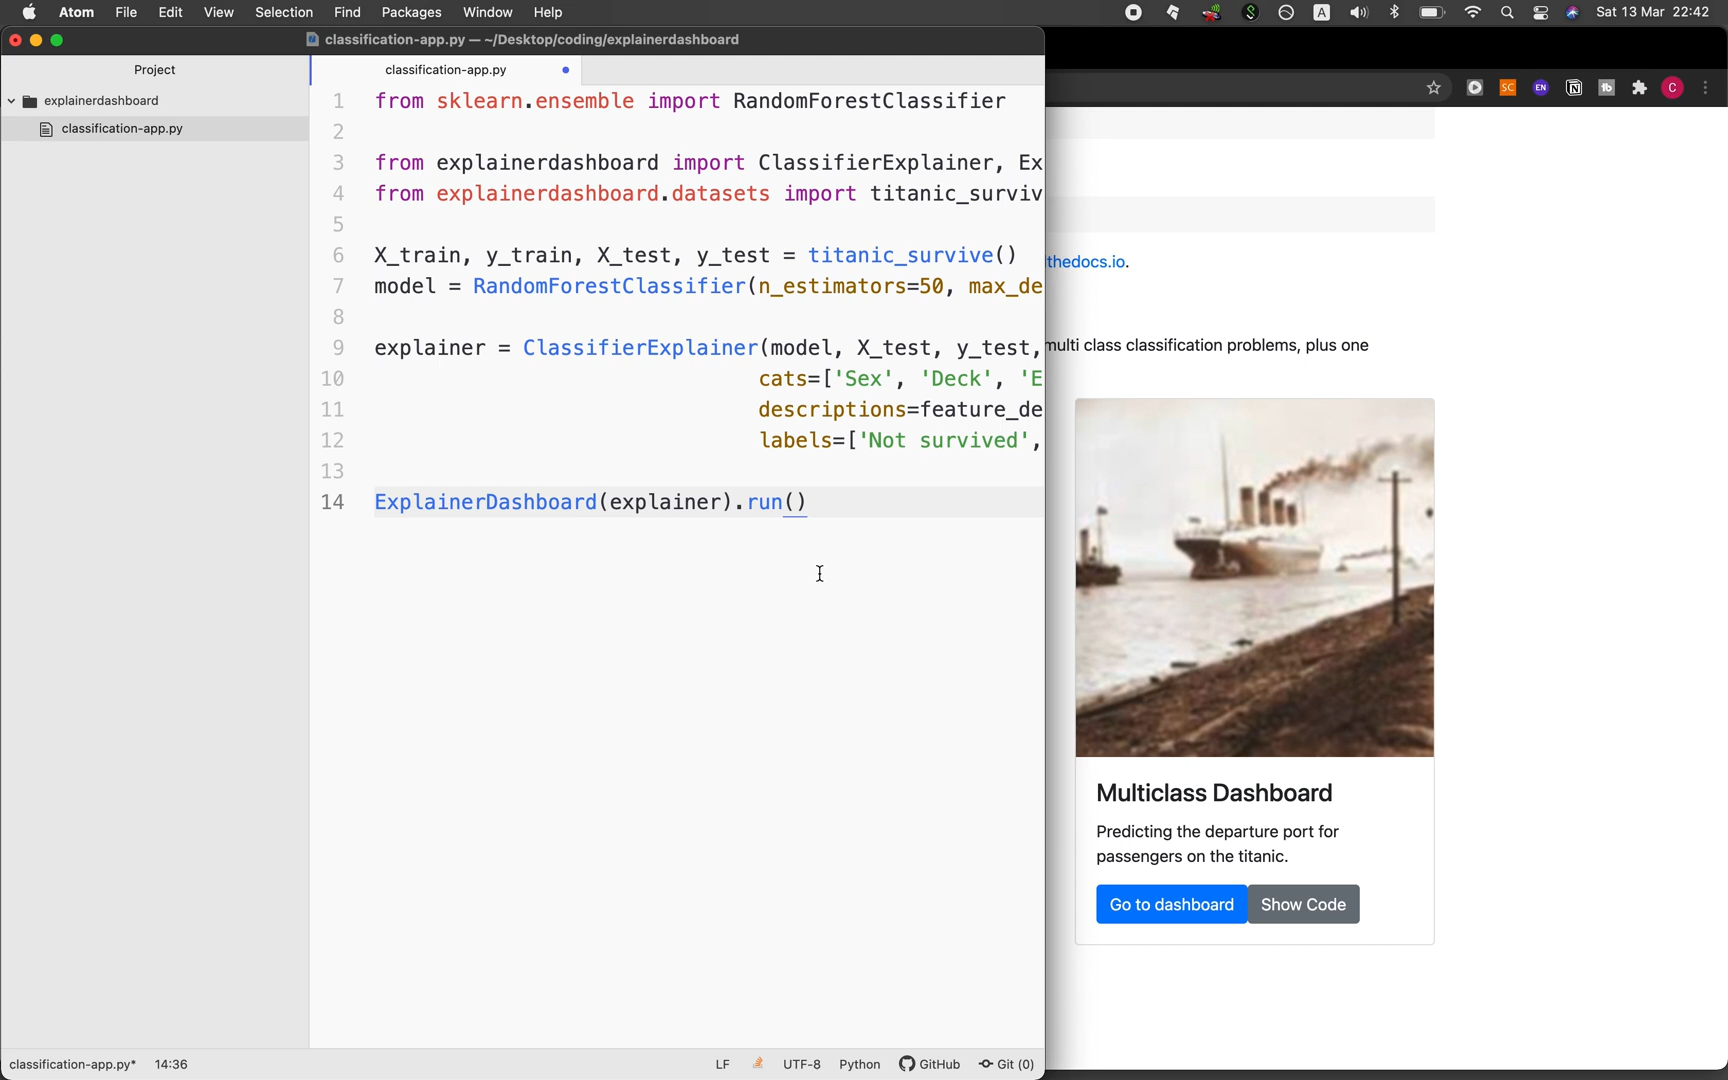 Atom File Edit View Selection Find Packages Window Help
A
Sat 13 Mar 22:42
classification-app.py — ~/Desktop/coding/explainerdashboard
Project
explainerdashboard
classification-app.py
classification-app.py
1 from sklearn.ensemble import RandomForestClassifier
2
3 from explainerdashboard import ClassifierExplainer, Ex
4 from explainerdashboard.datasets import titanic_surviv
5
6 X_train, y_train, X_test, y_test = titanic_survive()
7 model = RandomForestClassifier(n_estimators=50, max_de
8
9 explainer = ClassifierExplainer(model, X_test, y_test,
10 cats=['Sex', 'Deck', 'E
11 descriptions=feature_de
12 labels=['Not survived',
13
14 ExplainerDashboard(explainer).run()
classification-app.py* 14:36
LF UTF-8 Python GitHub Git (0)
SC EN tb C
thedocs.io.
multi class classification problems, plus one
Multiclass Dashboard
Predicting the departure port for
passengers on the titanic.
Go to dashboard Show Code